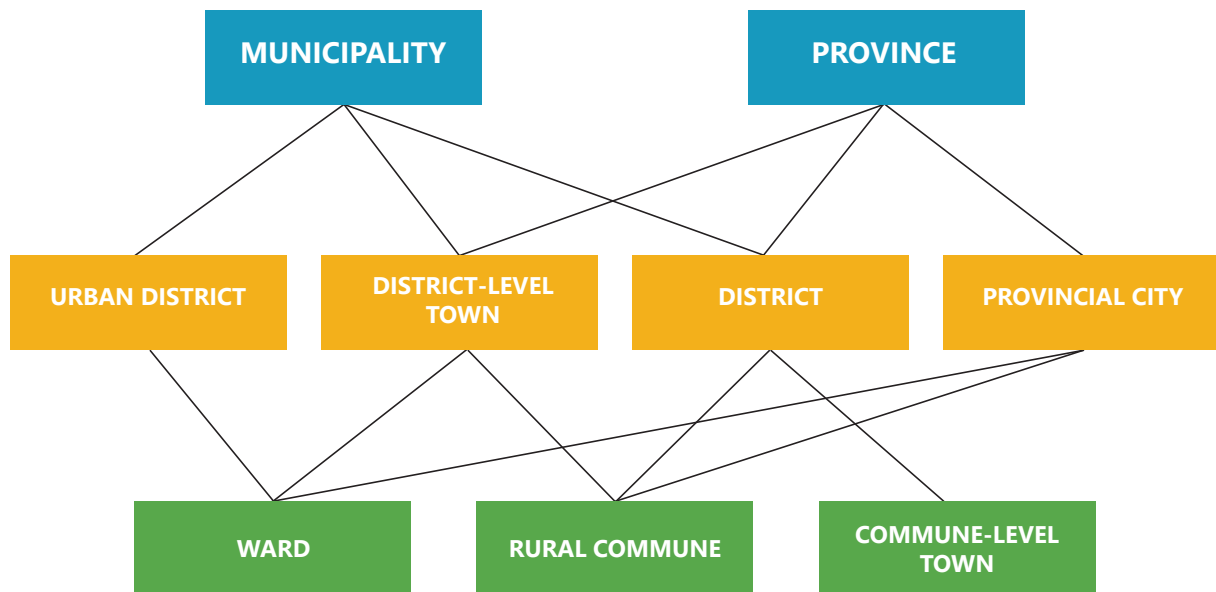 MUNICIPALITY
PROVINCE
URBAN DISTRICT
DISTRICT-LEVEL
TOWN
DISTRICT
PROVINCIAL CITY
WARD
RURAL COMMUNE
COMMUNE-LEVEL
TOWN